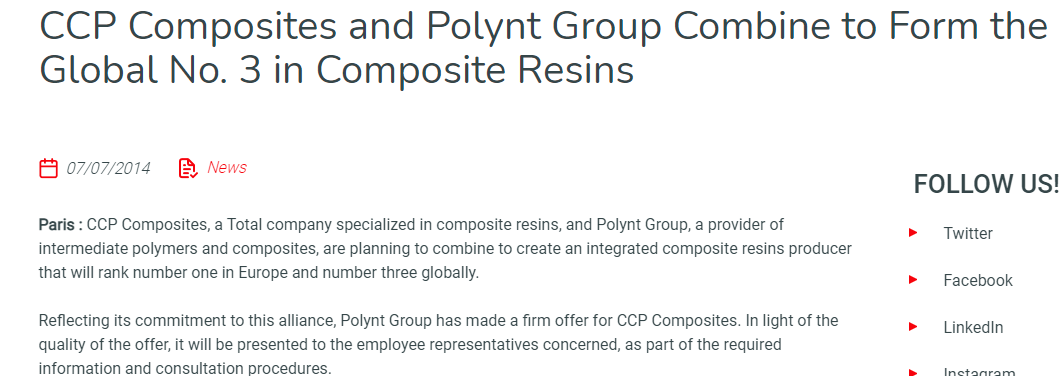 CCP Composites and Polynt Group Combine to Form the
Global No. 3 in Composite Resins
07/07/2014 News
Paris : CCP Composites, a Total company specialized in composite resins, and Polynt Group, a provider of
intermediate polymers and composites, are planning to combine to create an integrated composite resins producer
that will rank number one in Europe and number three globally.
Reflecting its commitment to this alliance, Polynt Group has made a firm offer for CCP Composites. In light of the
quality of the offer, it will be presented to the employee representatives concerned, as part of the required
information and consultation procedures.
FOLLOW US!
Twitter
Facebook
LinkedIn
Instagram